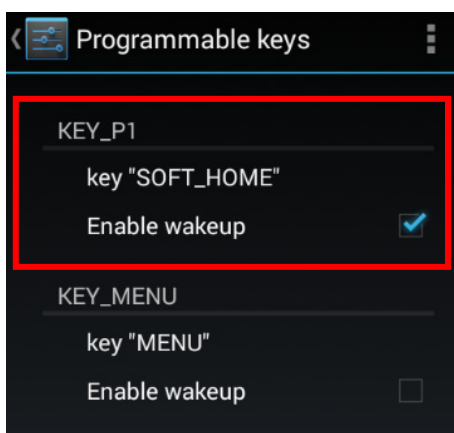 Programmable keys
KEY_P1
key "SOFT_HOME"
Enable wakeup
KEY_MENU
key "MENU"
Enable wakeup